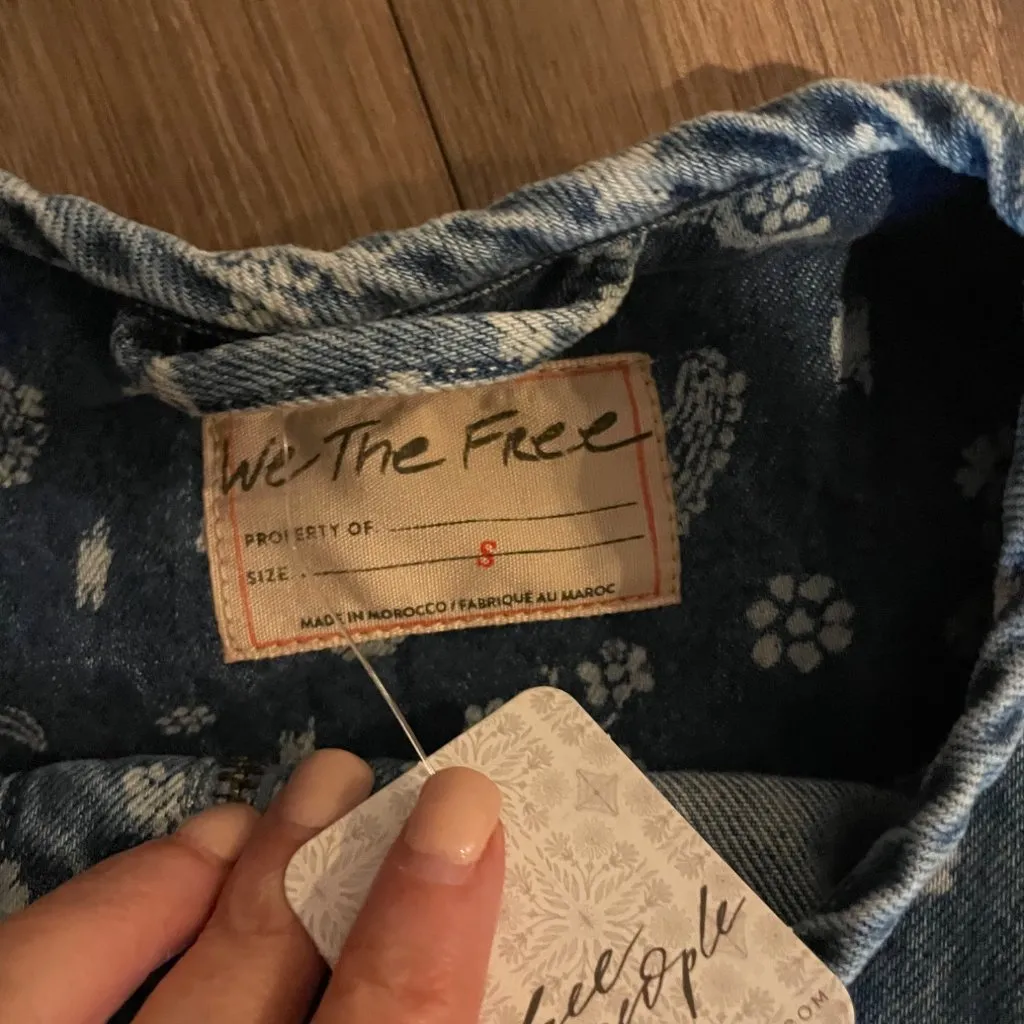 We The Free
PROPERTY OF
SIZE S
MADE IN MOROCCO / FABRIQUÉ AU MAROC